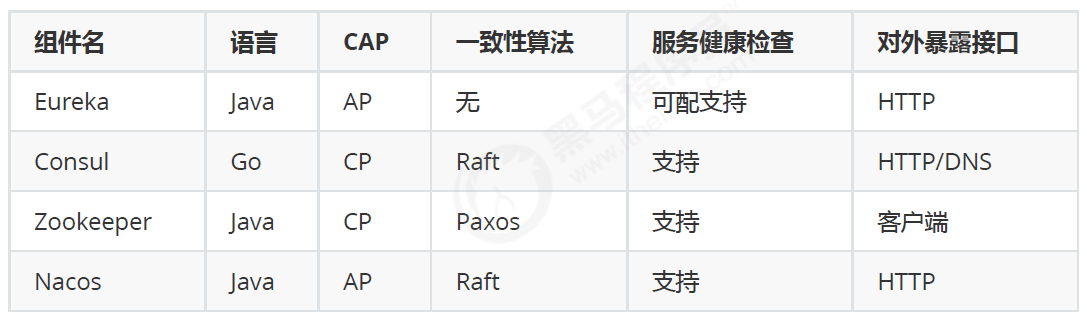 组件名 语言 CAP 一致性算法 服务健康检查 对外暴露接口
Eureka Java AP 无 可配支持 HTTP
Consul Go CP Raft 支持 HTTP/DNS
Zookeeper Java CP Paxos 支持 客户端
Nacos Java AP Raft 支持 HTTP
黑马程序员